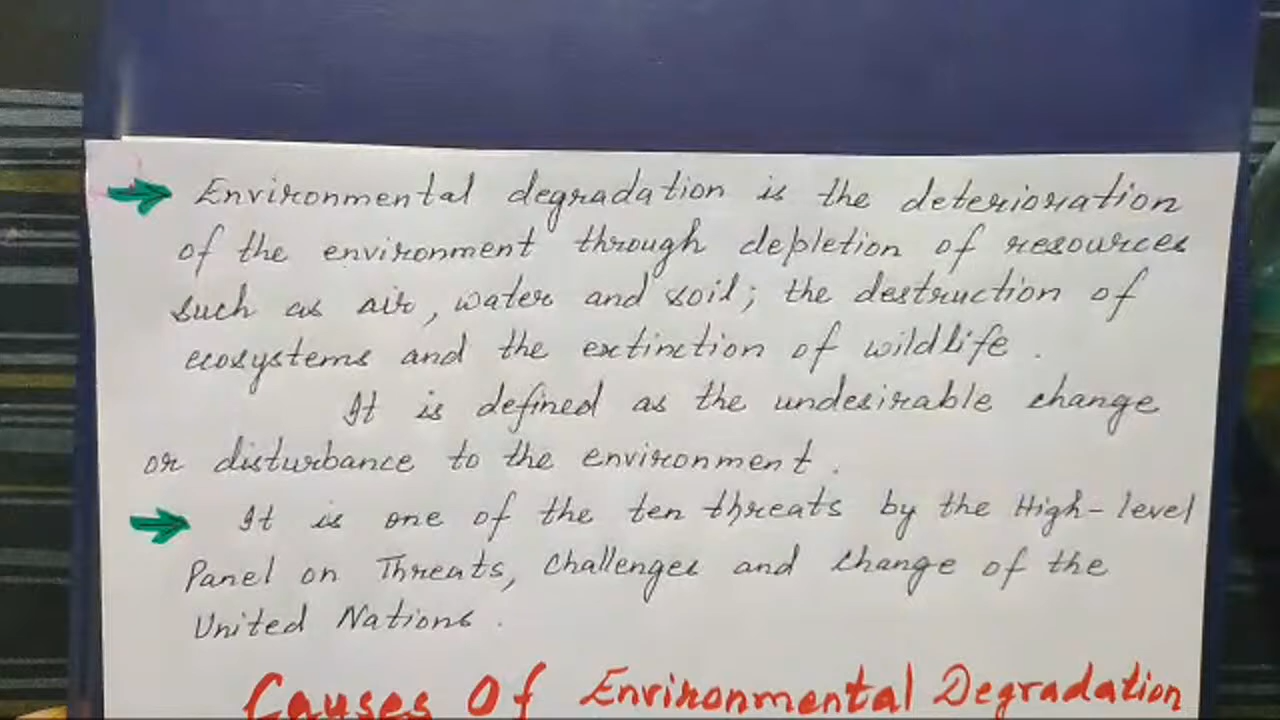 Environmental degradation is the deterioration
of the environment through depletion of resources
such as air, water and soil; the destruction of
ecosystems and the extinction of wildlife.
It is defined as the undesirable change
or disturbance to the environment.
It is one of the ten threats by the High-level
Panel on Threats, Challenges and Change of the
United Nations.
Causes Of Environmental Degradation